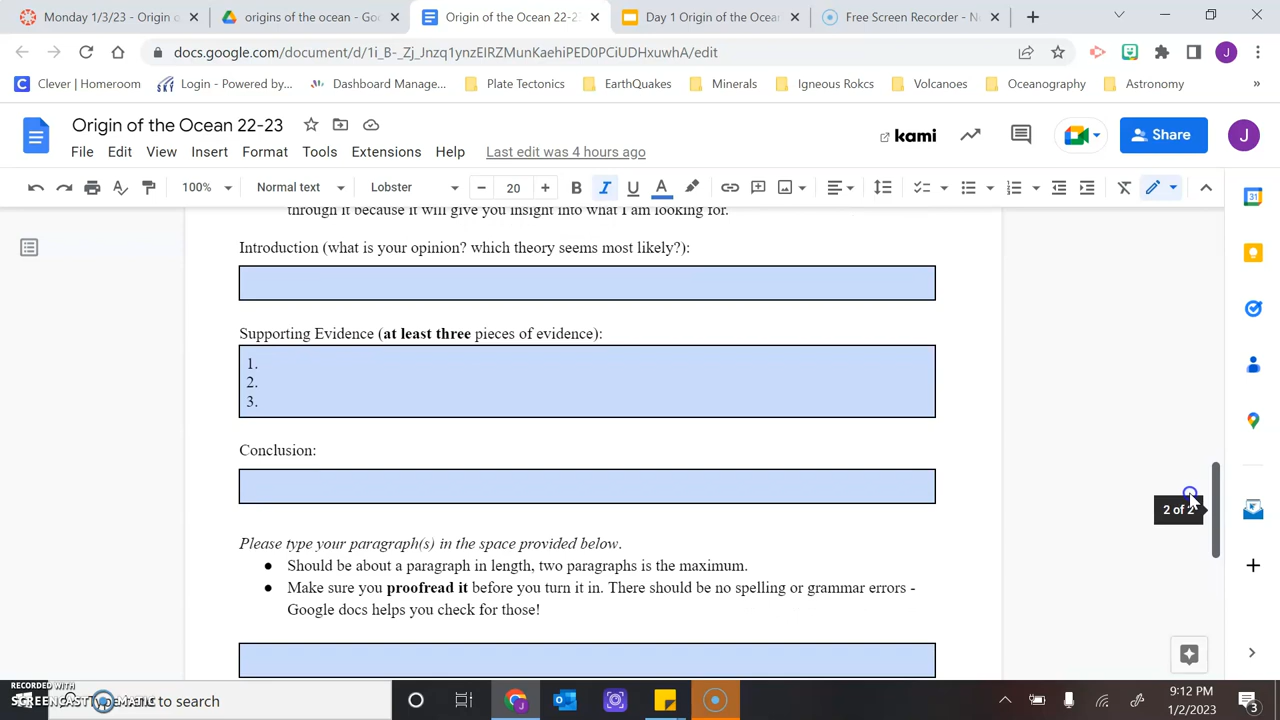 Monday 1/3/23 - Origin
origins of the ocean - Go
Origin of the Ocean 22-2
Day 1 Origin of the Ocean
Free Screen Recorder - N
docs.google.com/document/d/1i_B-_Zj_Jnzq1ynzEIRZMunKaehiPED0PCiUDHxuwhA/edit
J
Clever | Homeroom
Login - Powered by...
Dashboard Manage...
Plate Tectonics
EarthQuakes
Minerals
Igneous Rokcs
Volcanoes
Oceanography
Astronomy
»
Origin of the Ocean 22-23
kami
Share
J
File Edit View Insert Format Tools Extensions Help Last edit was 4 hours ago
100% Normal text Lobster 20 B I U A
through it because it will give you insight into what I am looking for.
Introduction (what is your opinion? which theory seems most likely?):
Supporting Evidence (at least three pieces of evidence):
1.
2.
3.
Conclusion:
2 of 2
Please type your paragraph(s) in the space provided below.
● Should be about a paragraph in length, two paragraphs is the maximum.
● Make sure you proofread it before you turn it in. There should be no spelling or grammar errors -
Google docs helps you check for those!
RECORDED WITH
SCREENCAST MATIC
Type here to search
9:12 PM
1/2/2023
3